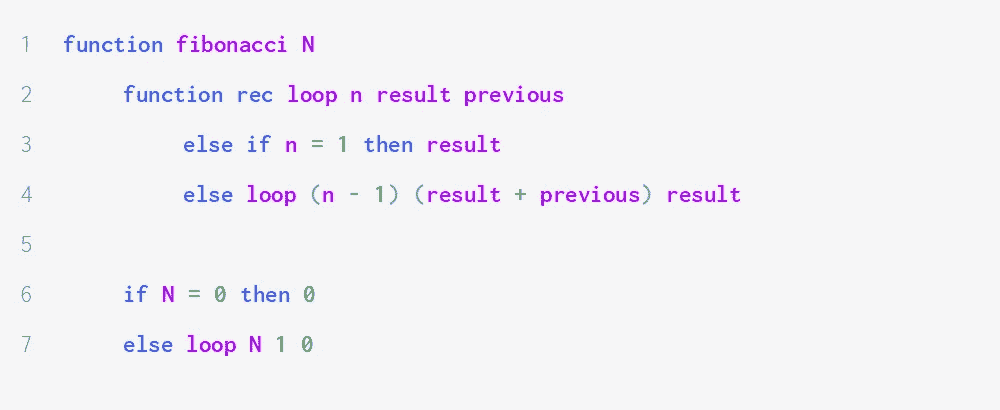 1 function fibonacci N
2 function rec loop n result previous
3 else if n = 1 then result
4 else loop (n - 1) (result + previous) result
5
6 if N = 0 then 0
7 else loop N 1 0